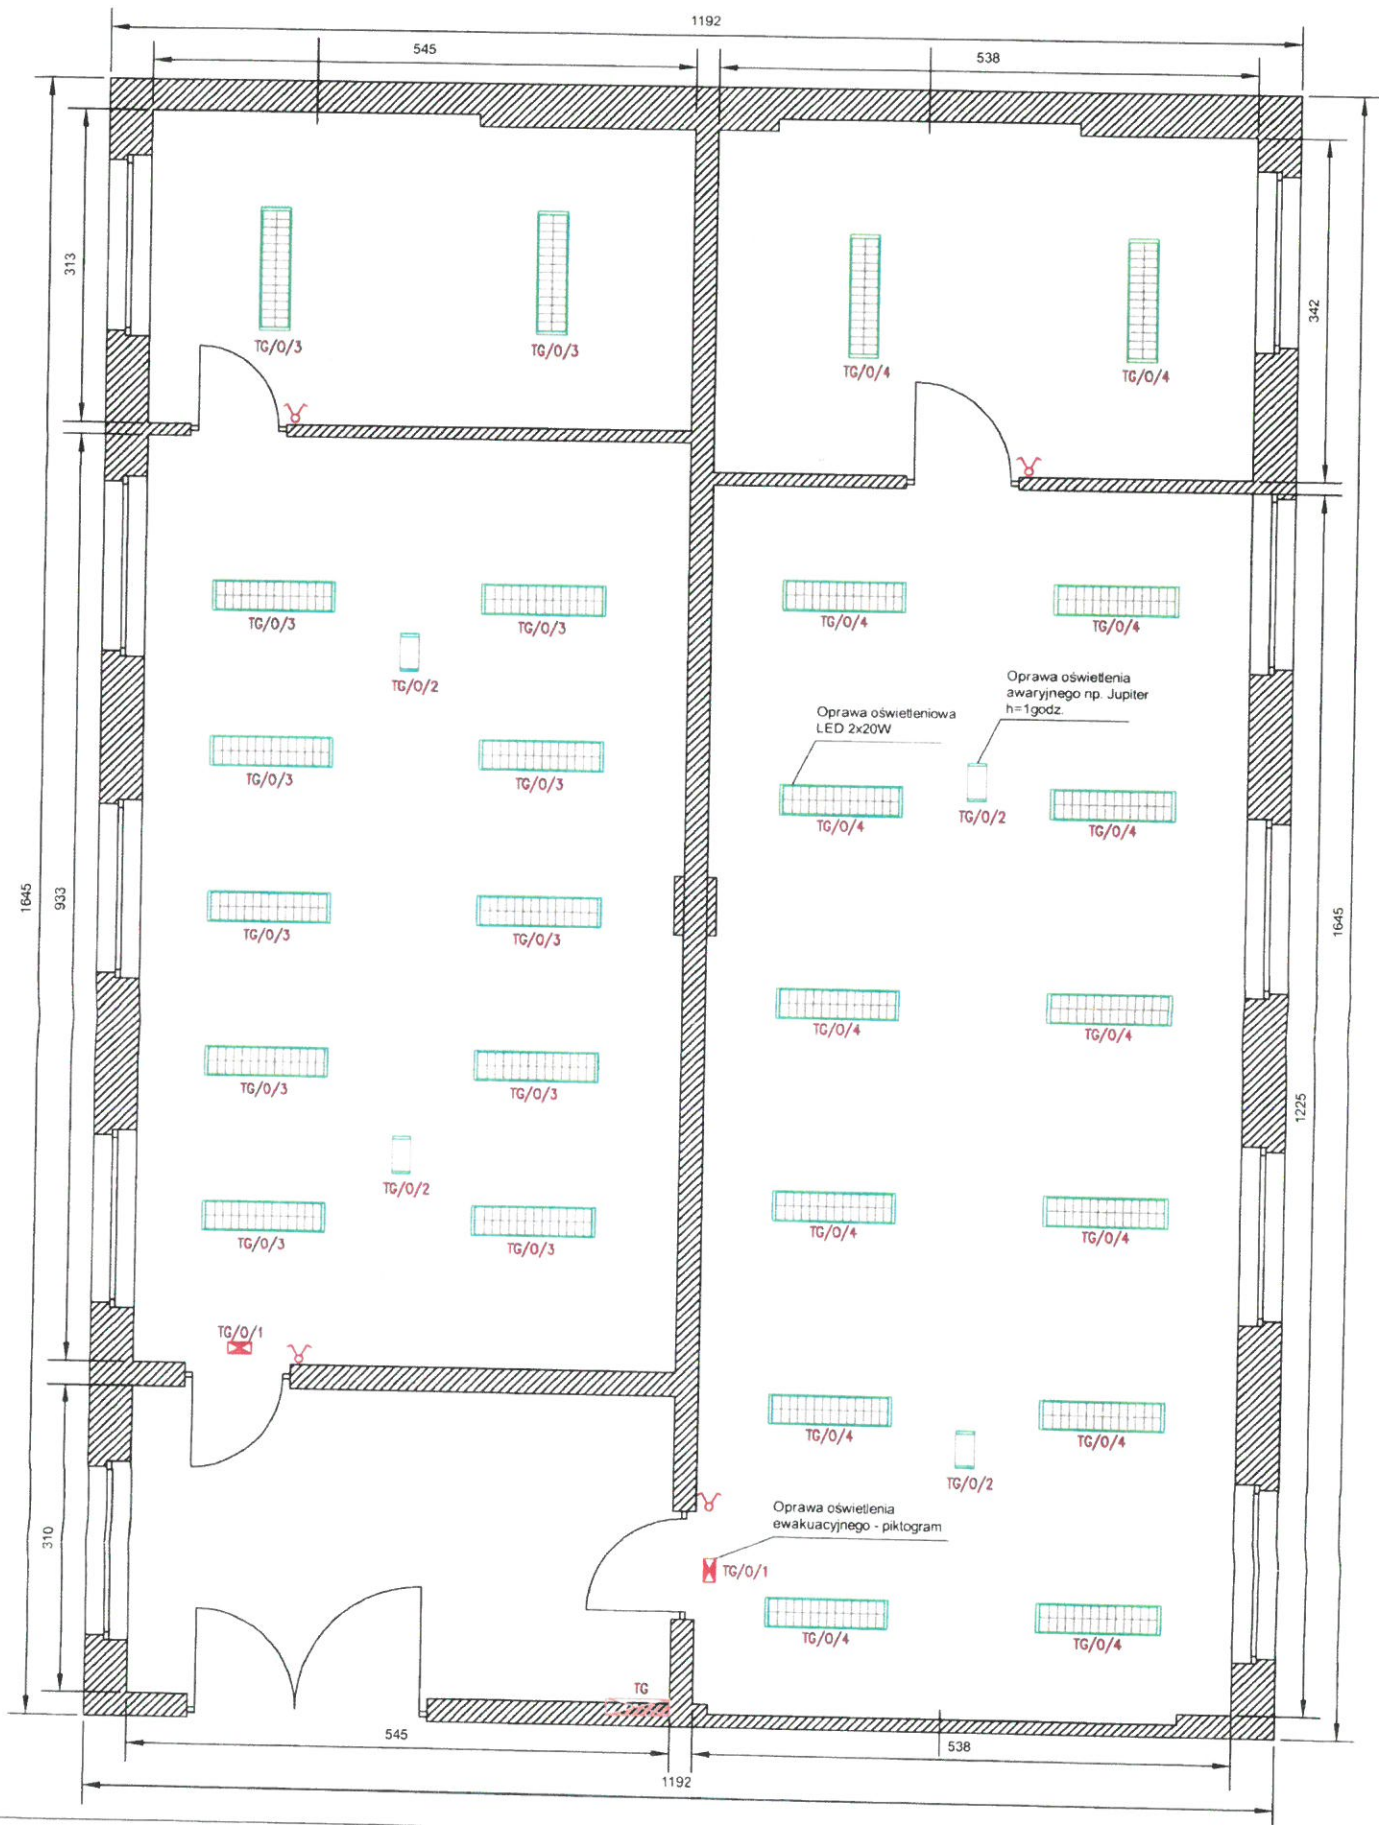 1192
545
538
313
342
TG/0/3
TG/0/3
TG/0/4
TG/0/4
TG/0/3
TG/0/3
TG/0/4
TG/0/4
TG/0/2
Oprawa oświetlenia
awaryjnego np. Jupiter
h=1godz.
Oprawa oświetleniowa
LED 2x20W
TG/0/3
TG/0/3
TG/0/4
TG/0/2
TG/0/4
1645
933
1645
TG/0/3
TG/0/3
TG/0/4
TG/0/4
TG/0/3
TG/0/3
1225
TG/0/2
TG/0/3
TG/0/3
TG/0/4
TG/0/4
TG/0/1
TG/0/4
TG/0/4
TG/0/2
310
Oprawa oświetlenia
ewakuacyjnego - piktogram
TG/0/1
TG/0/4
TG/0/4
TG
545
538
1192